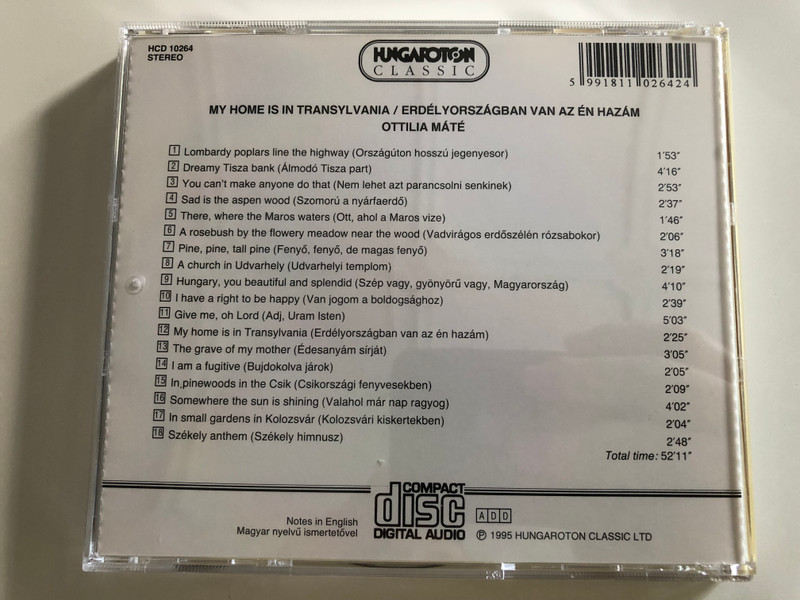 HCD 10264
STEREO
HUNGAROTON
CLASSIC
5 991811 026424
MY HOME IS IN TRANSYLVANIA / ERDÉLYORSZÁGBAN VAN AZ ÉN HAZÁM
OTTILIA MÁTÉ
1 Lombardy poplars line the highway (Országúton hosszú jegenyesor) 1'53"
2 Dreamy Tisza bank (Álmodó Tisza part) 4'16"
3 You can't make anyone do that (Nem lehet azt parancsolni senkinek) 2'53"
4 Sad is the aspen wood (Szomorú a nyárfaerdő) 2'37"
5 There, where the Maros waters (Ott, ahol a Maros vize) 1'46"
6 A rosebush by the flowery meadow near the wood (Vadvirágos erdőszélén rózsabokor) 2'06"
7 Pine, pine, tall pine (Fenyő, fenyő, de magas fenyő) 3'18"
8 A church in Udvarhely (Udvarhelyi templom) 2'19"
9 Hungary, you beautiful and splendid (Szép vagy, gyönyörű vagy, Magyarország) 4'10"
10 I have a right to be happy (Van jogom a boldogsághoz) 2'39"
11 Give me, oh Lord (Adj, Uram Isten) 5'03"
12 My home is in Transylvania (Erdélyországban van az én hazám) 2'25"
13 The grave of my mother (Édesanyám sírját) 3'05"
14 I am a fugitive (Bujdokolva járok) 2'05"
15 In pinewoods in the Csik (Csikországi fenyvesekben) 2'09"
16 Somewhere the sun is shining (Valahol már nap ragyog) 4'02"
17 In small gardens in Kolozsvár (Kolozsvári kiskertekben) 2'04"
18 Székely anthem (Székely himnusz) 2'48"
Total time: 52'11"
Notes in English
Magyar nyelvű ismertetővel
COMPACT
disc
DIGITAL AUDIO
ADD
℗ 1995 HUNGAROTON CLASSIC LTD